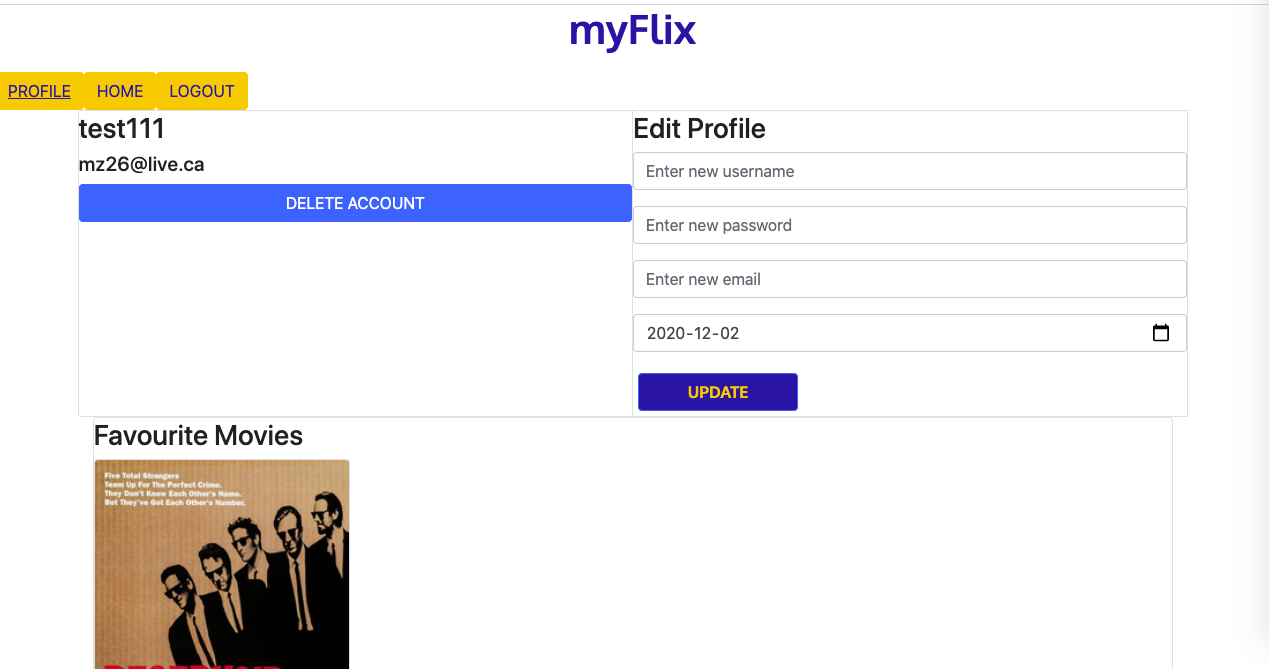 myFlix
PROFILE HOME LOGOUT
test111
mz26@live.ca
DELETE ACCOUNT
Edit Profile
Enter new username
Enter new password
Enter new email
2020-12-02
UPDATE
Favourite Movies
Five Total Strangers
Team Up For The Perfect Crime.
They Don't Know Each Other's Name.
But They've Got Each Other's Number.